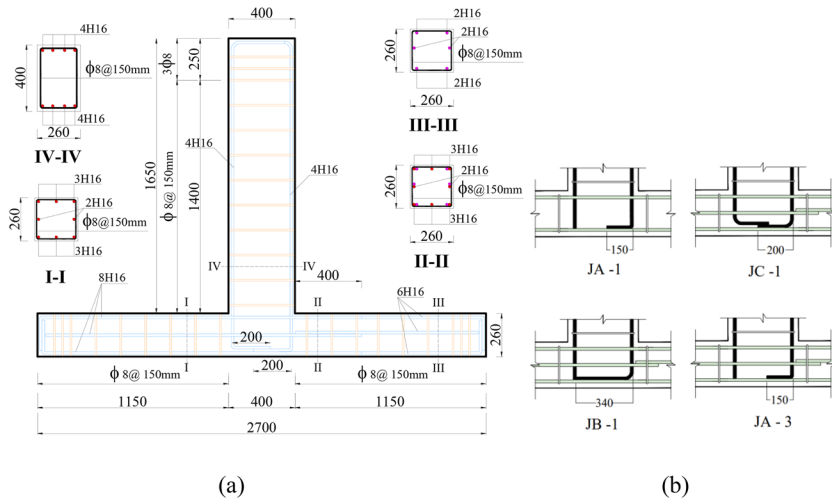 400
4H16
400
ϕ8@150mm
4H16
260
IV-IV
3H16
2H16
260
ϕ8@150mm
3H16
I-I
8H16
1650
3ϕ8
250
ϕ8@ 150mm
1400
4H16
4H16
IV
IV
400
2H16
2H16
260
ϕ8@150mm
2H16
260
III-III
3H16
2H16
260
ϕ8@150mm
3H16
260
II-II
6H16
I
II
III
200
260
200
I
II
III
ϕ 8@ 150mm
ϕ 8@ 150mm
1150
400
1150
2700
150
JA -1
200
JC -1
340
JB -1
150
JA - 3
(a)
(b)